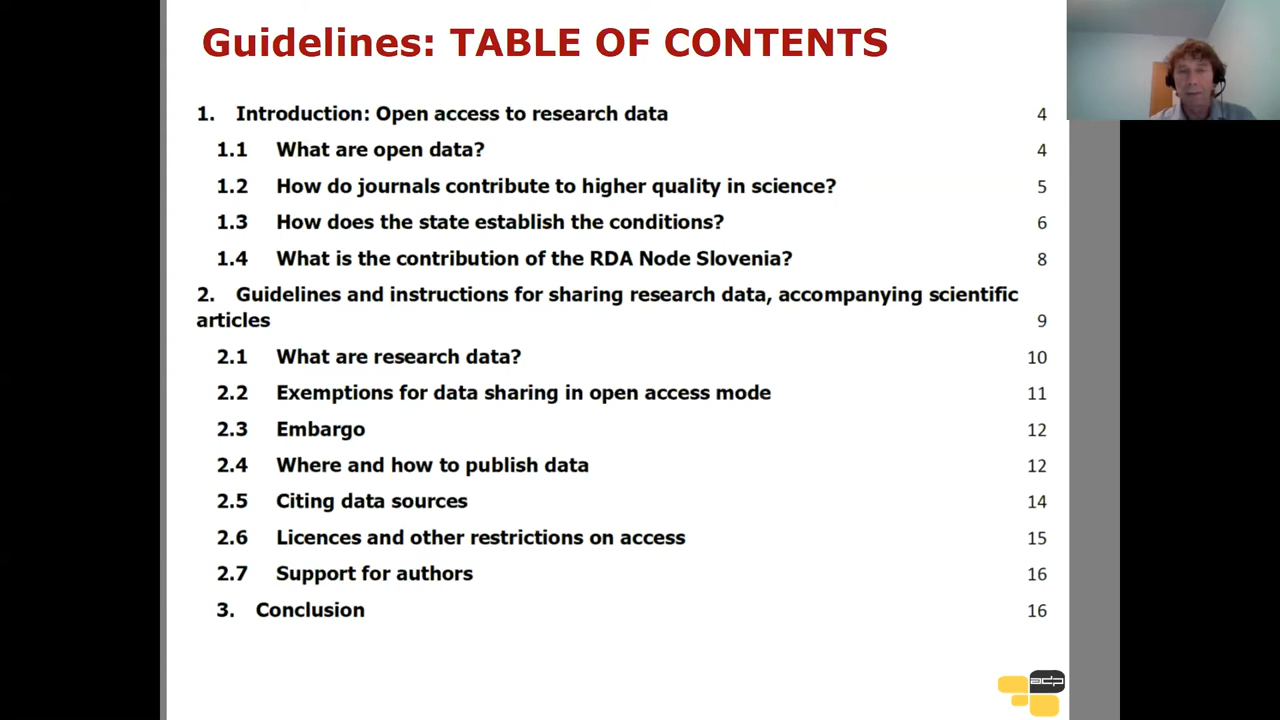 Guidelines: TABLE OF CONTENTS
1. Introduction: Open access to research data 4
1.1 What are open data? 4
1.2 How do journals contribute to higher quality in science? 5
1.3 How does the state establish the conditions? 6
1.4 What is the contribution of the RDA Node Slovenia? 8
2. Guidelines and instructions for sharing research data, accompanying scientific
articles 9
2.1 What are research data? 10
2.2 Exemptions for data sharing in open access mode 11
2.3 Embargo 12
2.4 Where and how to publish data 12
2.5 Citing data sources 14
2.6 Licences and other restrictions on access 15
2.7 Support for authors 16
3. Conclusion 16
adp